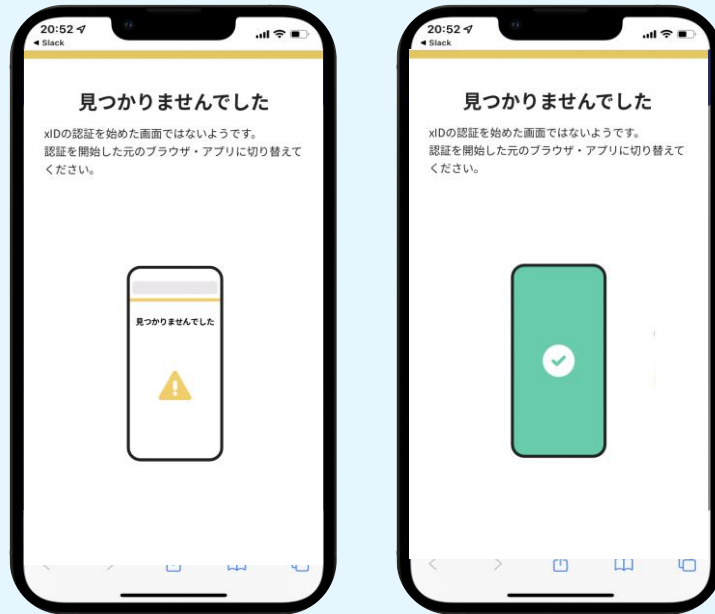 20:52
Slack
見つかりませんでした
xIDの認証を始めた画面ではないようです。
認証を開始した元のブラウザ・アプリに切り替えて
ください。
見つかりませんでした
20:52
Slack
見つかりませんでした
xIDの認証を始めた画面ではないようです。
認証を開始した元のブラウザ・アプリに切り替えて
ください。